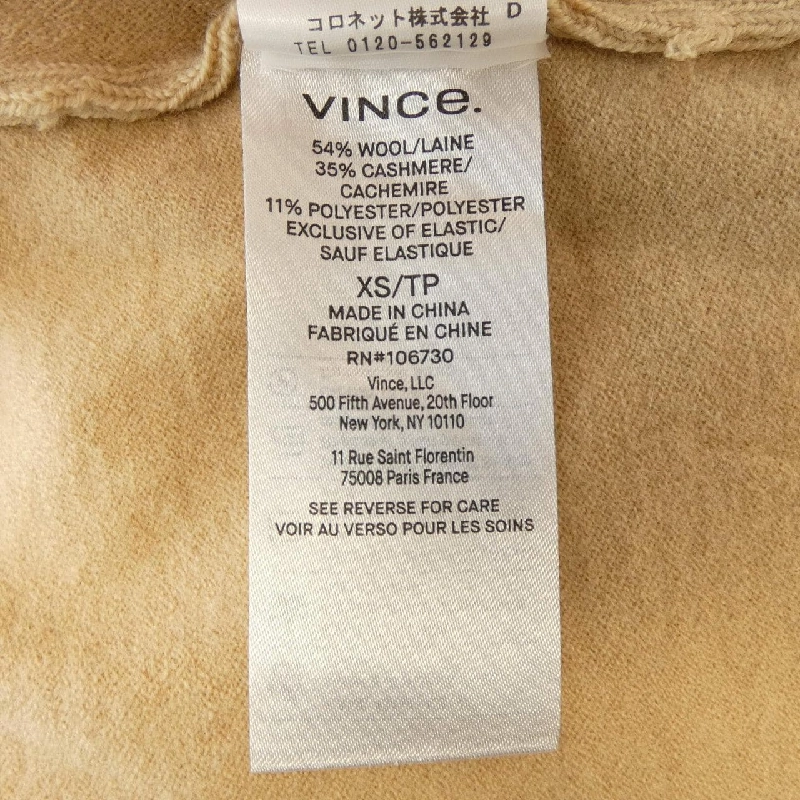 コロネット株式会社 D
TEL 0120-562129
VINCE.
54% WOOL/LAINE
35% CASHMERE/
CACHEMIRE
11% POLYESTER/POLYESTER
EXCLUSIVE OF ELASTIC/
SAUF ELASTIQUE
XS/TP
MADE IN CHINA
FABRIQUÉ EN CHINE
RN#106730
Vince, LLC
500 Fifth Avenue, 20th Floor
New York, NY 10110
11 Rue Saint Florentin
75008 Paris France
SEE REVERSE FOR CARE
VOIR AU VERSO POUR LES SOINS